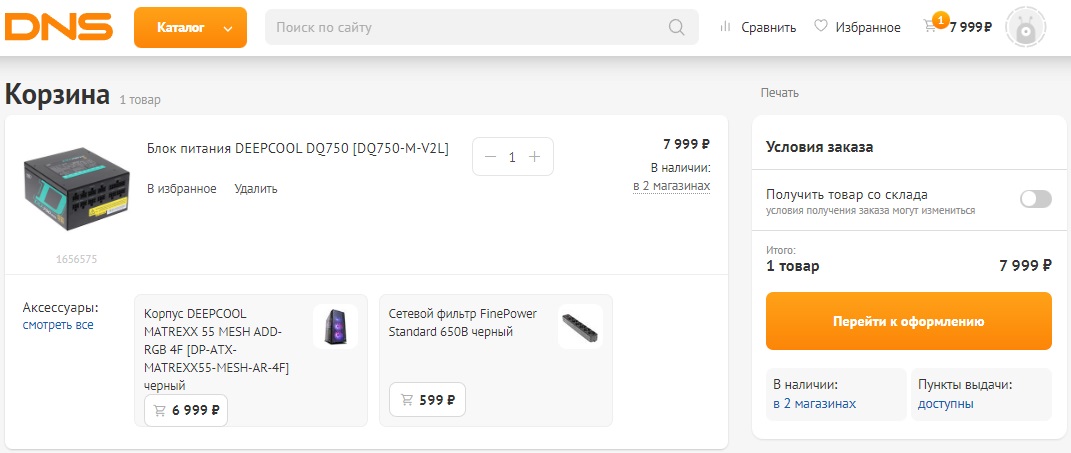 DNS
Каталог
Поиск по сайту
Сравнить
Избранное
1
7 999 ₽
Корзина
1 товар
Печать
Блок питания DEEPCOOL DQ750 [DQ750-M-V2L]
1
7 999 ₽
В наличии:
в 2 магазинах
В избранное
Удалить
1656575
Аксессуары:
смотреть все
Корпус DEEPCOOL
MATREXX 55 MESH ADD-
RGB 4F [DP-ATX-
MATREXX55-MESH-AR-4F]
черный
6 999 ₽
Сетевой фильтр FinePower
Standard 650B черный
599 ₽
Условия заказа
Получить товар со склада
условия получения заказа могут измениться
Итого:
1 товар
7 999 ₽
Перейти к оформлению
В наличии:
в 2 магазинах
Пункты выдачи:
доступны